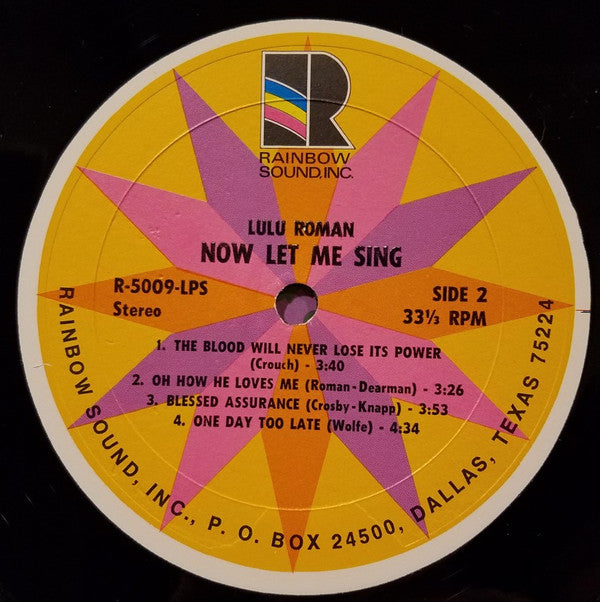 R
RAINBOW
SOUND, INC.
LULU ROMAN
NOW LET ME SING
R-5009-LPS
Stereo
SIDE 2
33⅓ RPM
1. THE BLOOD WILL NEVER LOSE ITS POWER
(Crouch) - 3:40
2. OH HOW HE LOVES ME (Roman-Dearman) - 3:26
3. BLESSED ASSURANCE (Crosby-Knapp) - 3:53
4. ONE DAY TOO LATE (Wolfe) - 4:34
RAINBOW SOUND, INC., P. O. BOX 24500, DALLAS, TEXAS 75224